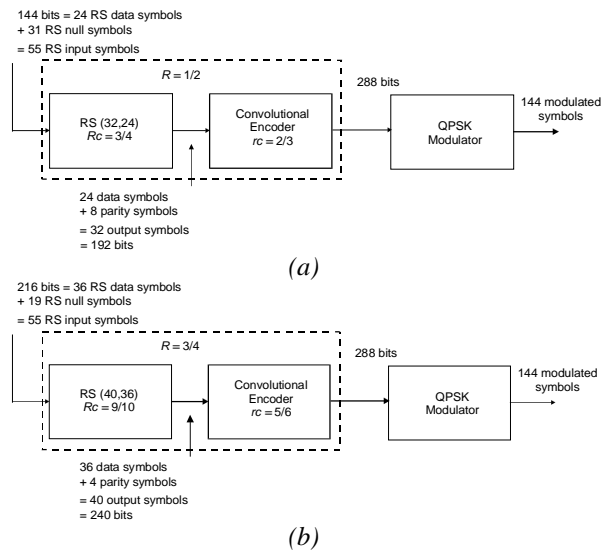 144 bits = 24 RS data symbols
+ 31 RS null symbols
= 55 RS input symbols
R = 1/2
288 bits
144 modulated
symbols
RS (32,24)
Rc = 3/4
Convolutional
Encoder
rc = 2/3
QPSK
Modulator
24 data symbols
+ 8 parity symbols
= 32 output symbols
= 192 bits
(a)
216 bits = 36 RS data symbols
+ 19 RS null symbols
= 55 RS input symbols
R = 3/4
288 bits
144 modulated
symbols
RS (40,36)
Rc = 9/10
Convolutional
Encoder
rc = 5/6
QPSK
Modulator
36 data symbols
+ 4 parity symbols
= 40 output symbols
= 240 bits
(b)